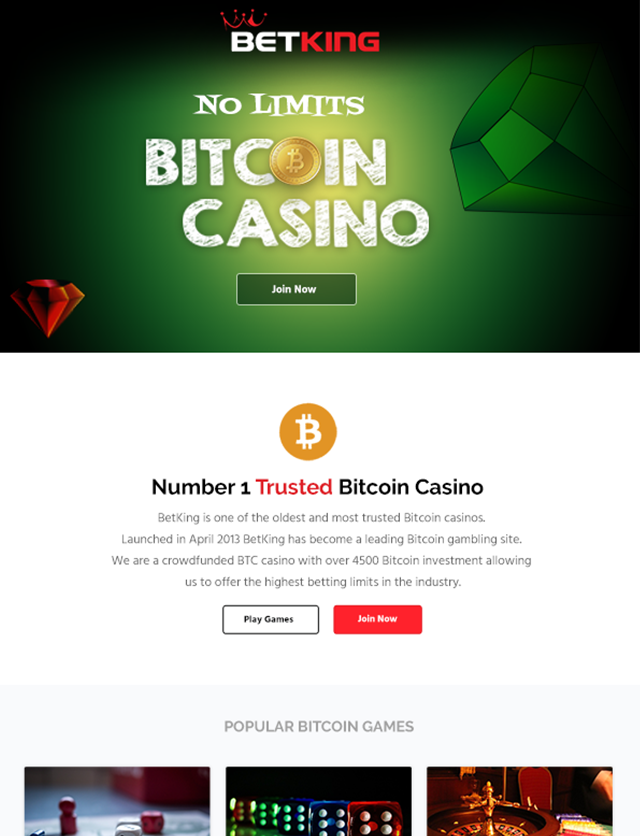 BETKING
No Limits
BITCOIN
CASINO
Join Now
Number 1 Trusted Bitcoin Casino
BetKing is one of the oldest and most trusted Bitcoin casinos.
Launched in April 2013 BetKing has become a leading Bitcoin gambling site.
We are a crowdfunded BTC casino with over 4500 Bitcoin investment allowing
us to offer the highest betting limits in the industry.
Play Games
Join Now
POPULAR BITCOIN GAMES